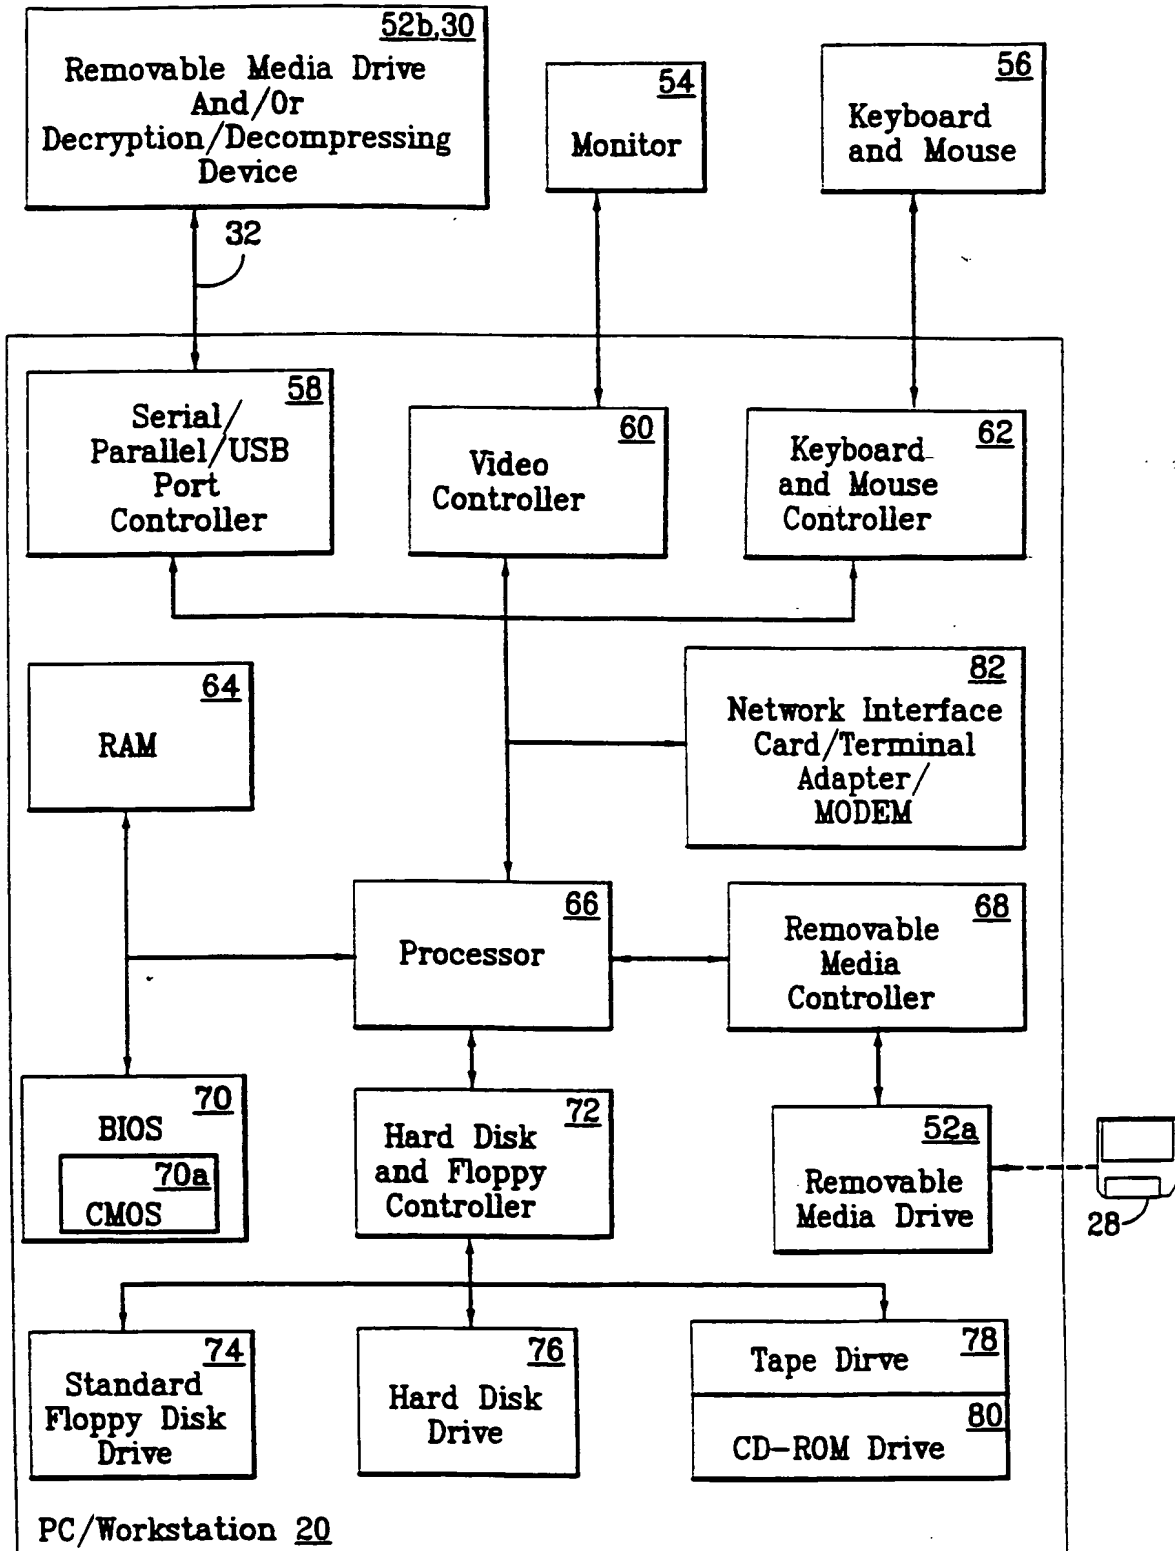 52b,30
Removable Media Drive
And/Or
Decryption/Decompressing
Device
54
Monitor
56
Keyboard
and Mouse
32
58
Serial/
Parallel/USB
Port
Controller
60
Video
Controller
62
Keyboard
and Mouse
Controller
64
RAM
82
Network Interface
Card/Terminal
Adapter/
MODEM
66
Processor
68
Removable
Media
Controller
70
BIOS
70a
CMOS
72
Hard Disk
and Floppy
Controller
52a
Removable
Media Drive
28
74
Standard
Floppy Disk
Drive
76
Hard Disk
Drive
78
Tape Dirve
80
CD-ROM Drive
PC/Workstation 20